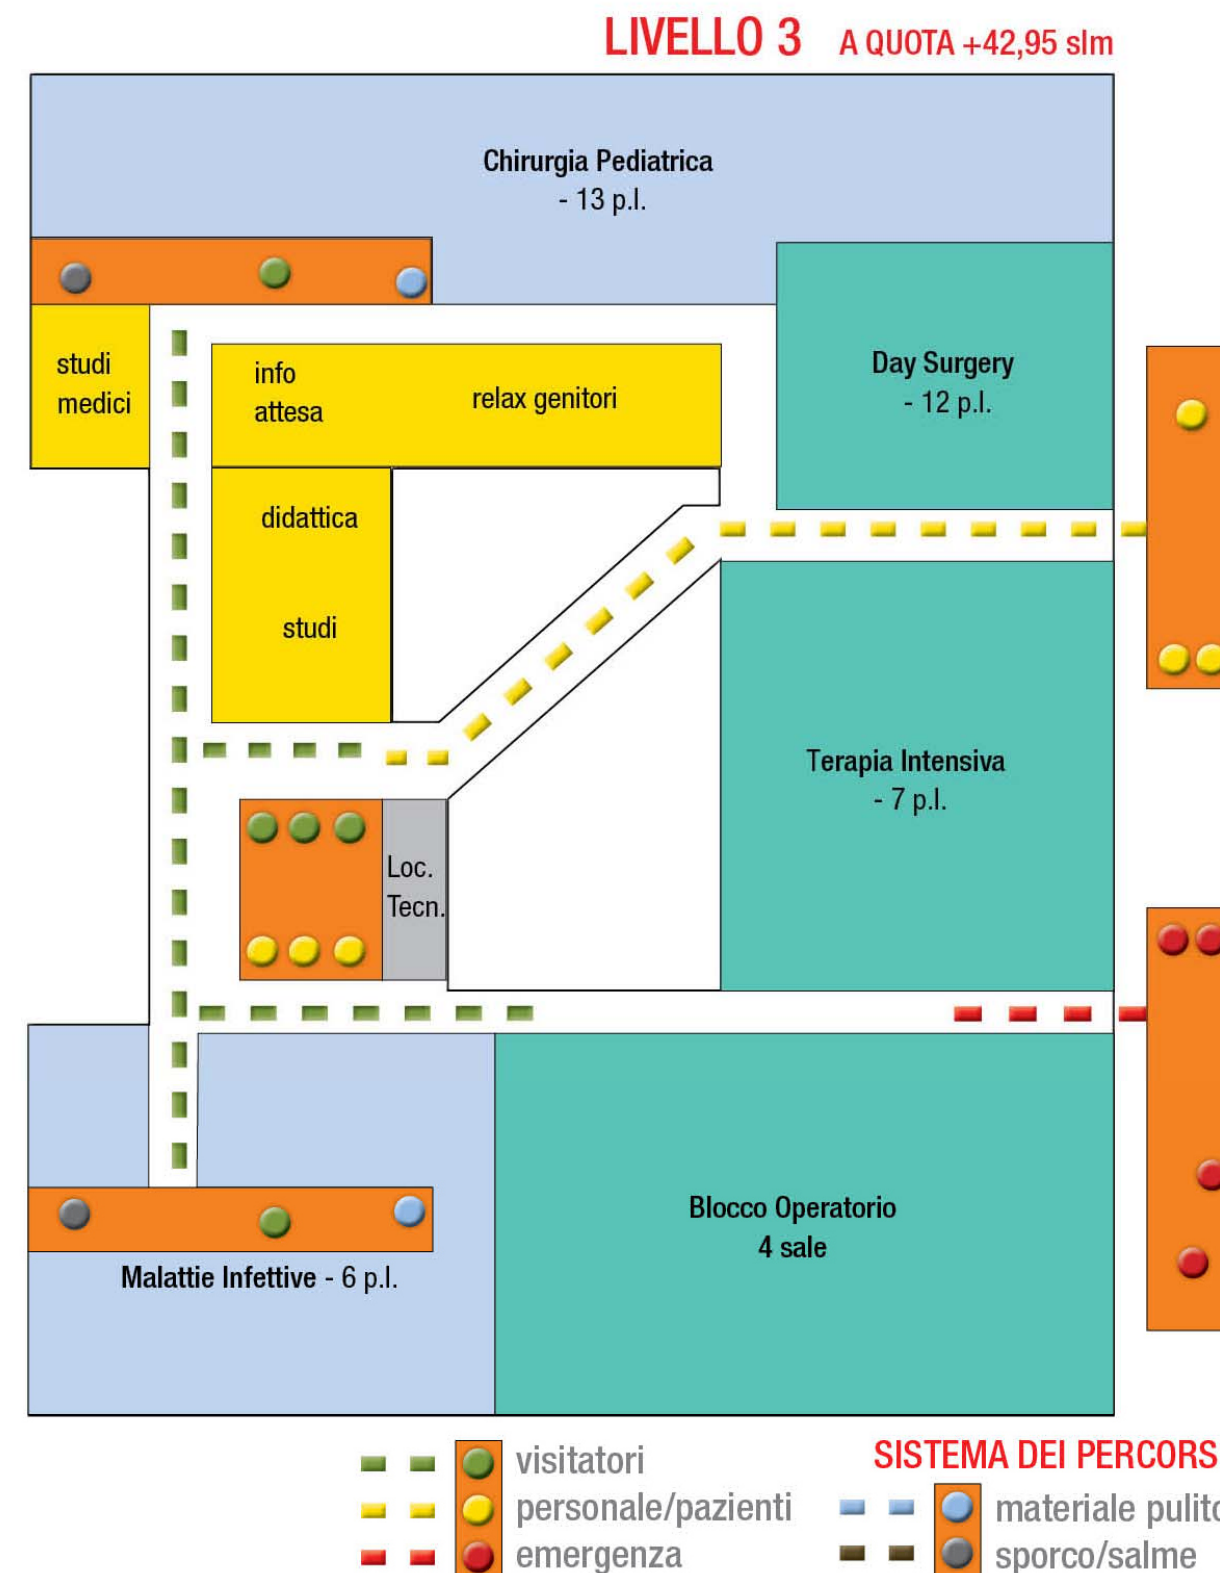 LIVELLO 3 A QUOTA +42,95 slm
Chirurgia Pediatrica
- 13 p.l.
studi
medici
info
attesa
relax genitori
Day Surgery
- 12 p.l.
didattica
studi
Terapia Intensiva
- 7 p.l.
Loc.
Tecn.
Blocco Operatorio
4 sale
Malattie Infettive - 6 p.l.
visitatori
personale/pazienti
emergenza
SISTEMA DEI PERCORS
materiale pulito
sporco/salme